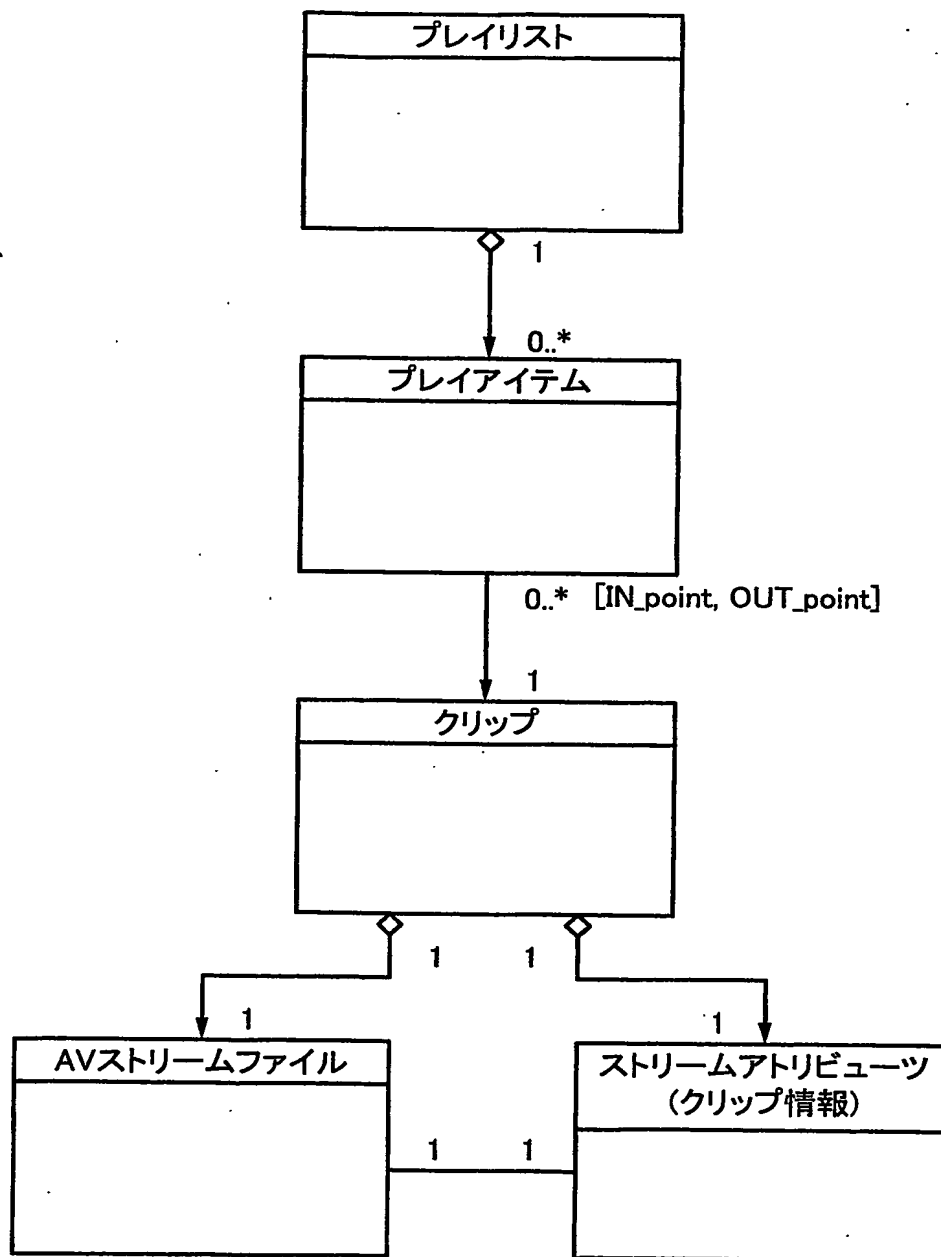 プレイリスト
1
0..*
プレイアイテム
0..* [IN_point, OUT_point]
1
クリップ
1 1
1 1
AVストリームファイル
ストリームアトリビューツ
(クリップ情報)
1 1